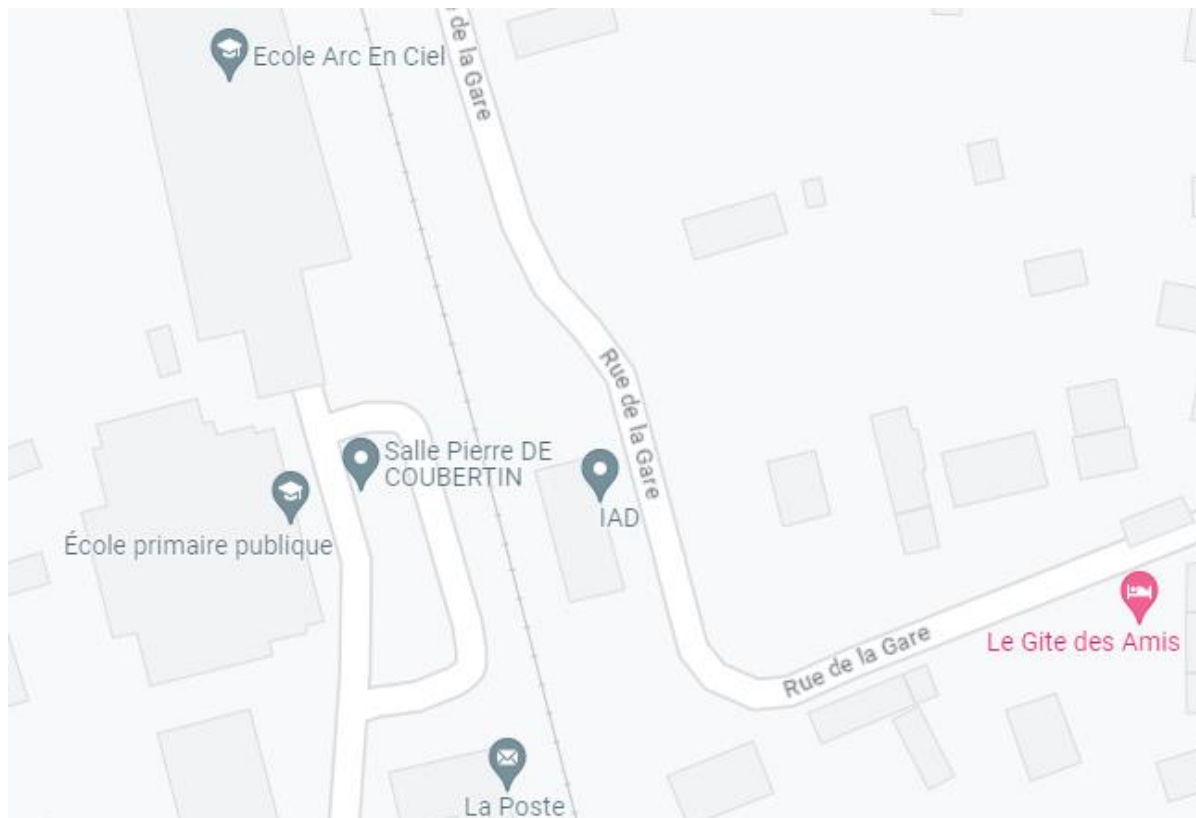 de la Gare
Ecole Arc En Ciel
Rue de la Gare
Salle Pierre DE
COUBERTIN
IAD
École primaire publique
Rue de la Gare
Le Gite des Amis
La Poste